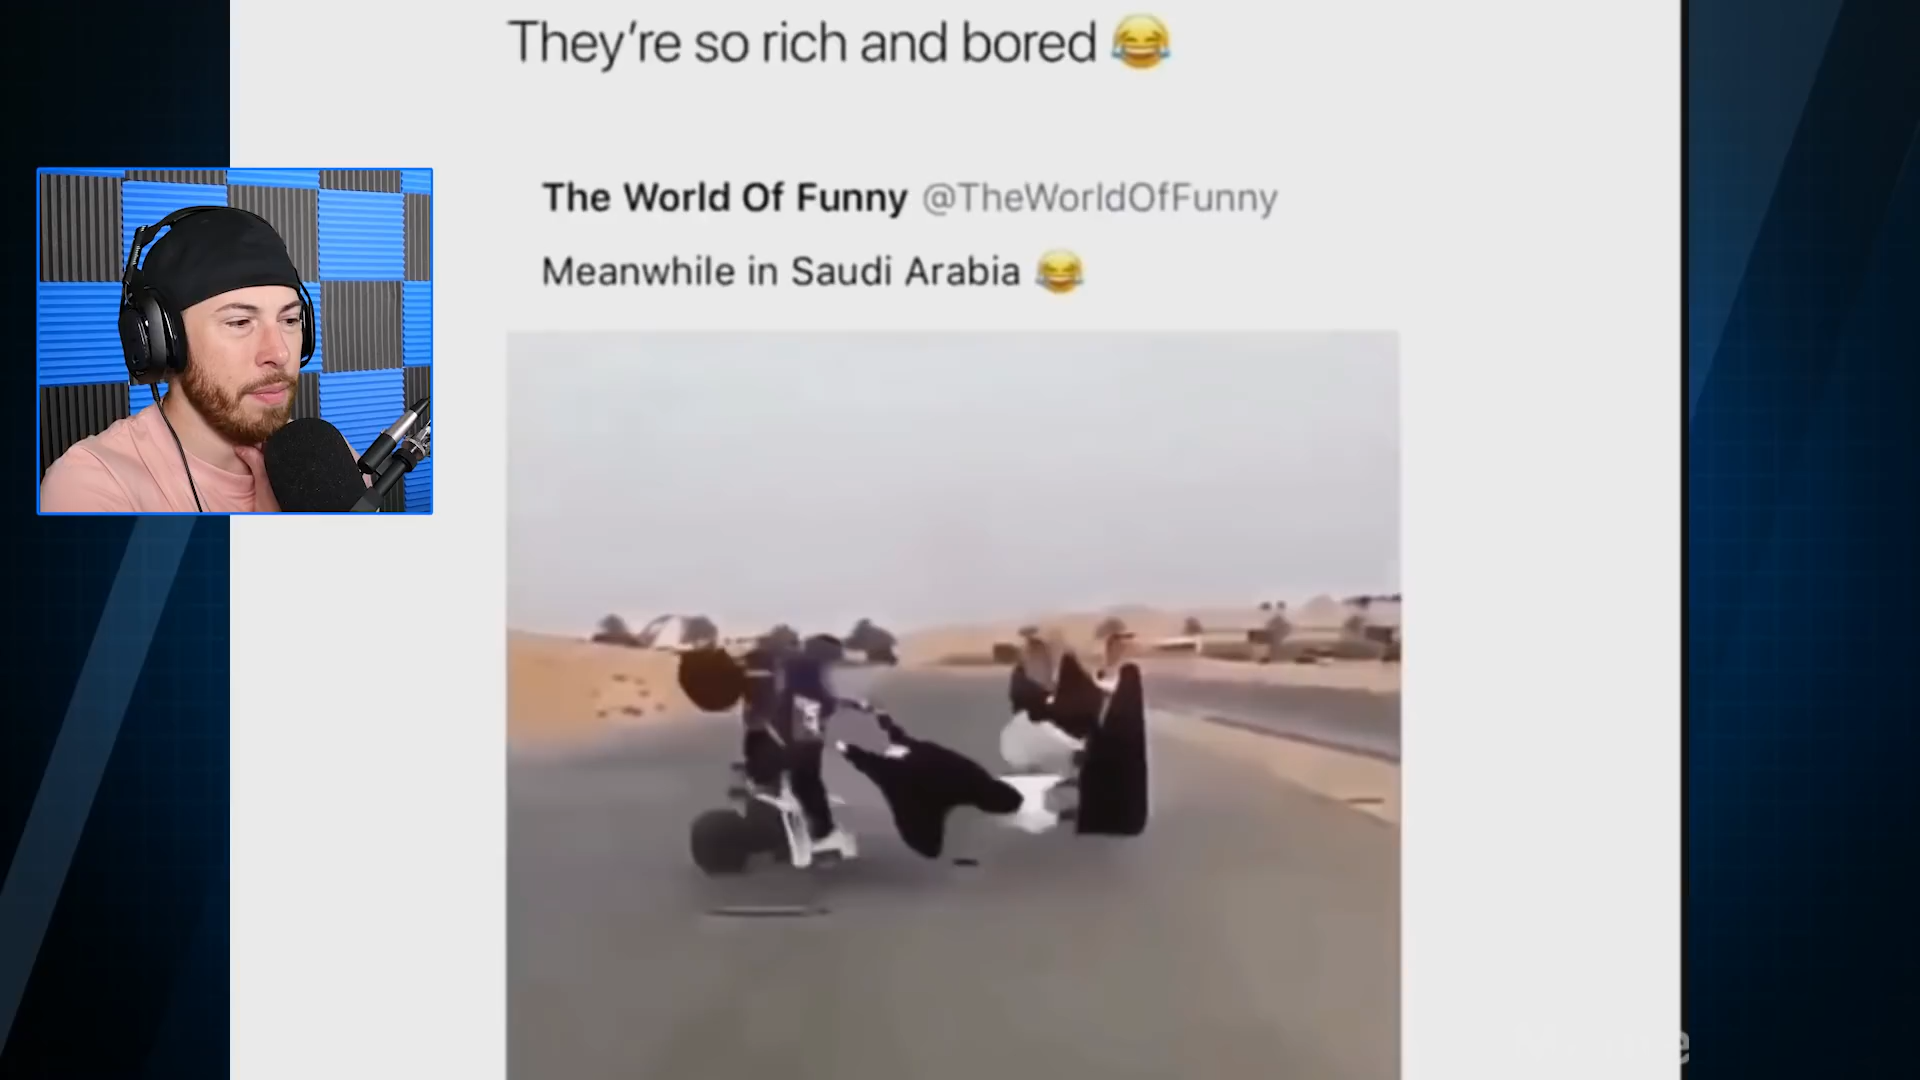 They're so rich and bored 😂
The World Of Funny @TheWorldOfFunny
Meanwhile in Saudi Arabia 😂